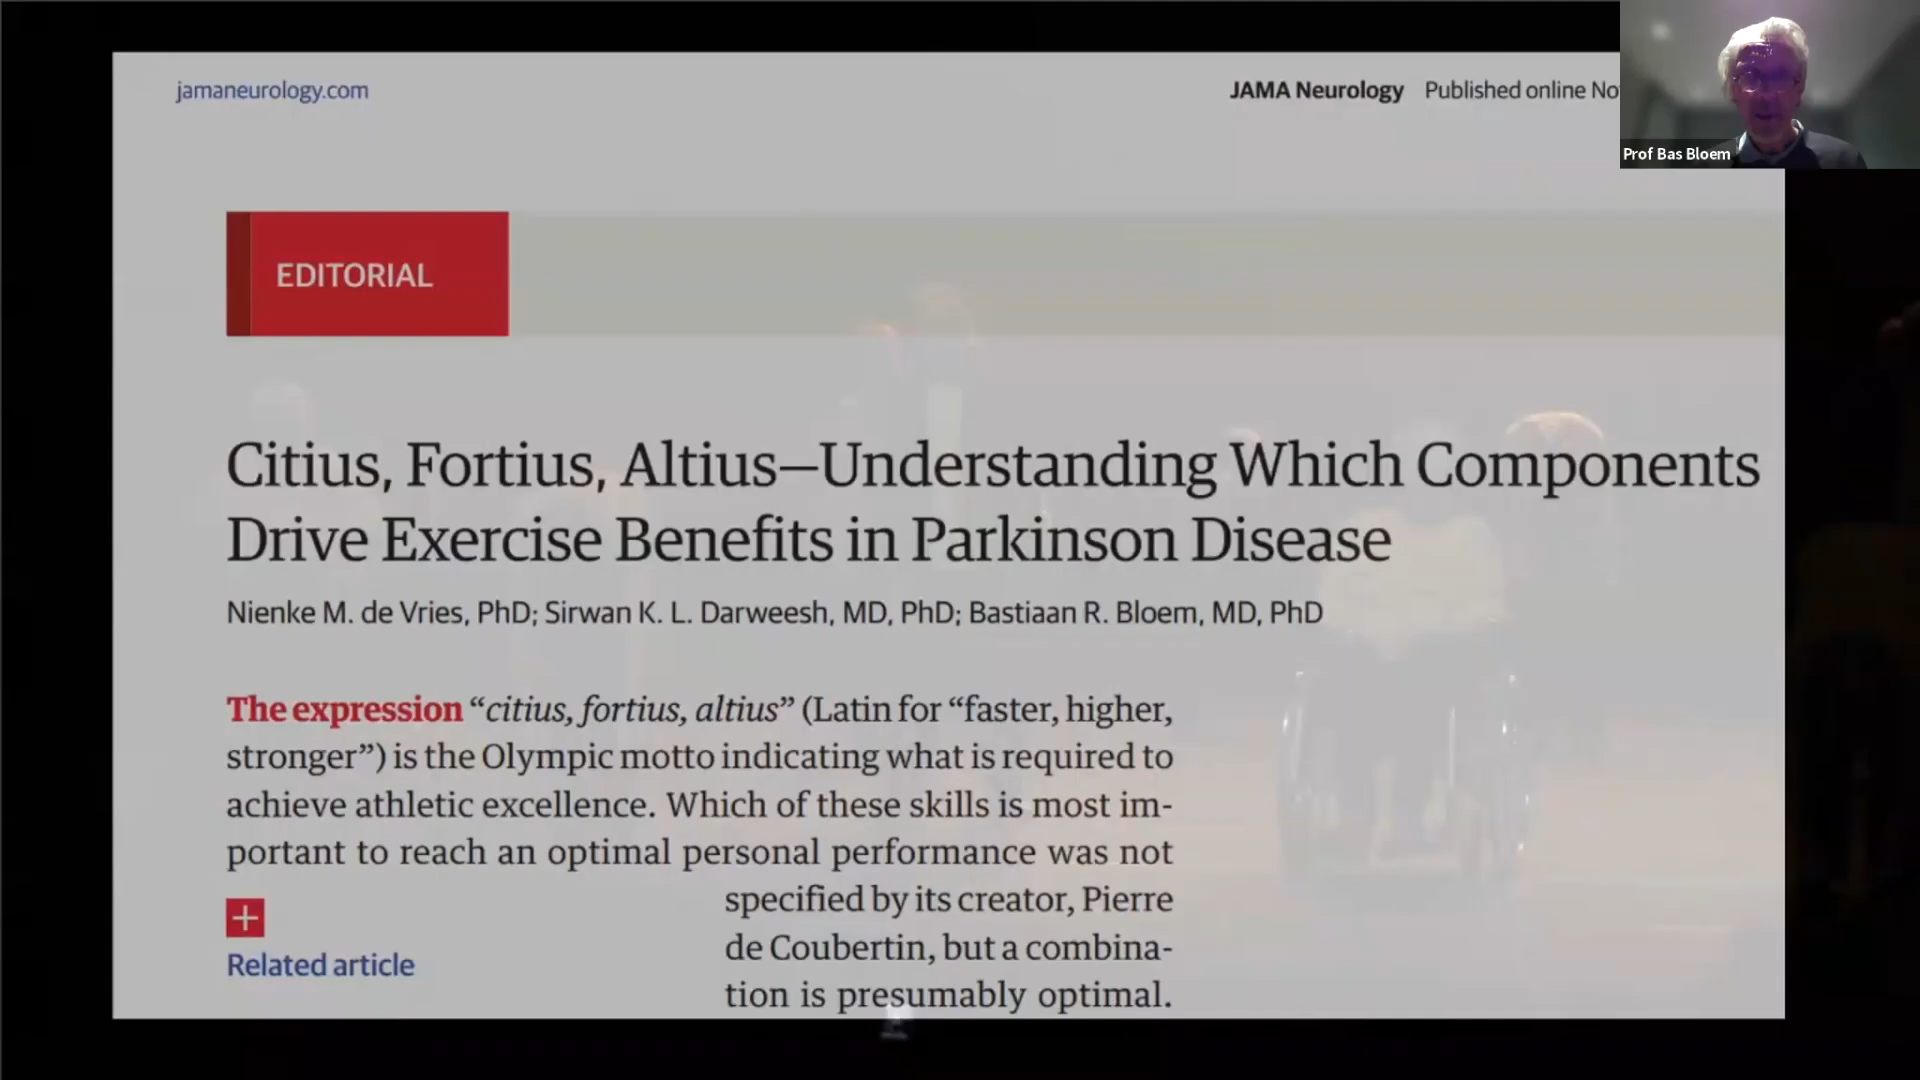 jamaneurology.com
JAMA Neurology Published online No
Prof Bas Bloem
EDITORIAL
Citius, Fortius, Altius—Understanding Which Components
Drive Exercise Benefits in Parkinson Disease
Nienke M. de Vries, PhD; Sirwan K. L. Darweesh, MD, PhD; Bastiaan R. Bloem, MD, PhD
The expression “citius, fortius, altius” (Latin for “faster, higher,
stronger”) is the Olympic motto indicating what is required to
achieve athletic excellence. Which of these skills is most im-
portant to reach an optimal personal performance was not
specified by its creator, Pierre
de Coubertin, but a combina-
tion is presumably optimal.
Related article